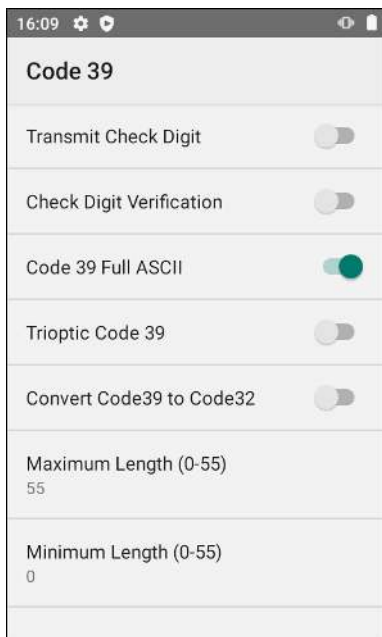 16:09
Code 39
Transmit Check Digit
Check Digit Verification
Code 39 Full ASCII
Trioptic Code 39
Convert Code39 to Code32
Maximum Length (0-55)
55
Minimum Length (0-55)
0